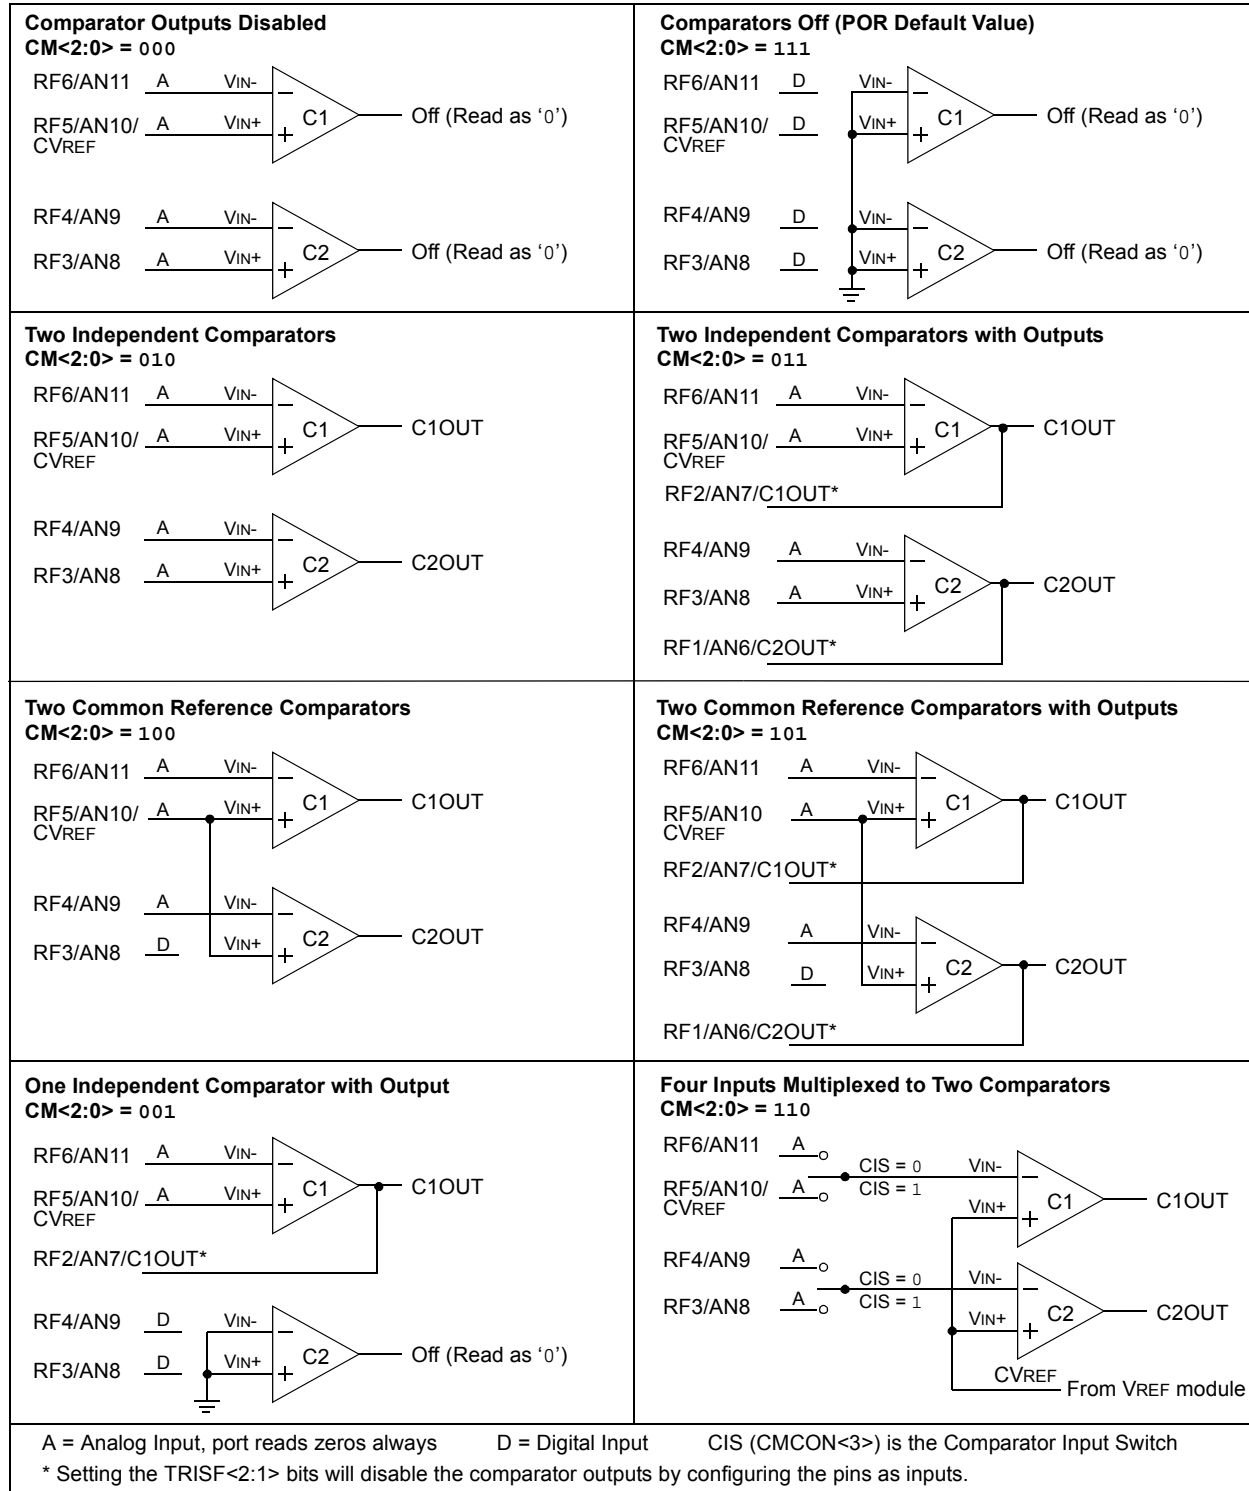 Comparator Outputs Disabled
CM<2:0> = 000
RF6/AN11 A VIN-
C1 Off (Read as ‘0’)
RF5/AN10/ A VIN+
CVREF
RF4/AN9 A VIN-
C2 Off (Read as ‘0’)
RF3/AN8 A VIN+
Comparators Off (POR Default Value)
CM<2:0> = 111
RF6/AN11 D VIN-
C1 Off (Read as ‘0’)
RF5/AN10/ D VIN+
CVREF
RF4/AN9 D VIN-
C2 Off (Read as ‘0’)
RF3/AN8 D VIN+
Two Independent Comparators
CM<2:0> = 010
RF6/AN11 A VIN-
C1 C1OUT
RF5/AN10/ A VIN+
CVREF
RF4/AN9 A VIN-
C2 C2OUT
RF3/AN8 A VIN+
Two Independent Comparators with Outputs
CM<2:0> = 011
RF6/AN11 A VIN-
C1 C1OUT
RF5/AN10/ A VIN+
CVREF
RF2/AN7/C1OUT*
RF4/AN9 A VIN-
C2 C2OUT
RF3/AN8 A VIN+
RF1/AN6/C2OUT*
Two Common Reference Comparators
CM<2:0> = 100
RF6/AN11 A VIN-
C1 C1OUT
RF5/AN10/ A VIN+
CVREF
RF4/AN9 A VIN-
C2 C2OUT
RF3/AN8 D VIN+
Two Common Reference Comparators with Outputs
CM<2:0> = 101
RF6/AN11 A VIN-
C1 C1OUT
RF5/AN10 A VIN+
CVREF
RF2/AN7/C1OUT*
RF4/AN9 A VIN-
C2 C2OUT
RF3/AN8 D VIN+
RF1/AN6/C2OUT*
One Independent Comparator with Output
CM<2:0> = 001
RF6/AN11 A VIN-
C1 C1OUT
RF5/AN10/ A VIN+
CVREF
RF2/AN7/C1OUT*
RF4/AN9 D VIN-
C2 Off (Read as ‘0’)
RF3/AN8 D VIN+
Four Inputs Multiplexed to Two Comparators
CM<2:0> = 110
RF6/AN11 A
CIS = 0 VIN-
RF5/AN10/ A CIS = 1
CVREF
VIN+ C1 C1OUT
RF4/AN9 A
CIS = 0 VIN-
RF3/AN8 A CIS = 1
VIN+ C2 C2OUT
CVREF
From VREF module
A = Analog Input, port reads zeros always D = Digital Input CIS (CMCON<3>) is the Comparator Input Switch
* Setting the TRISF<2:1> bits will disable the comparator outputs by configuring the pins as inputs.